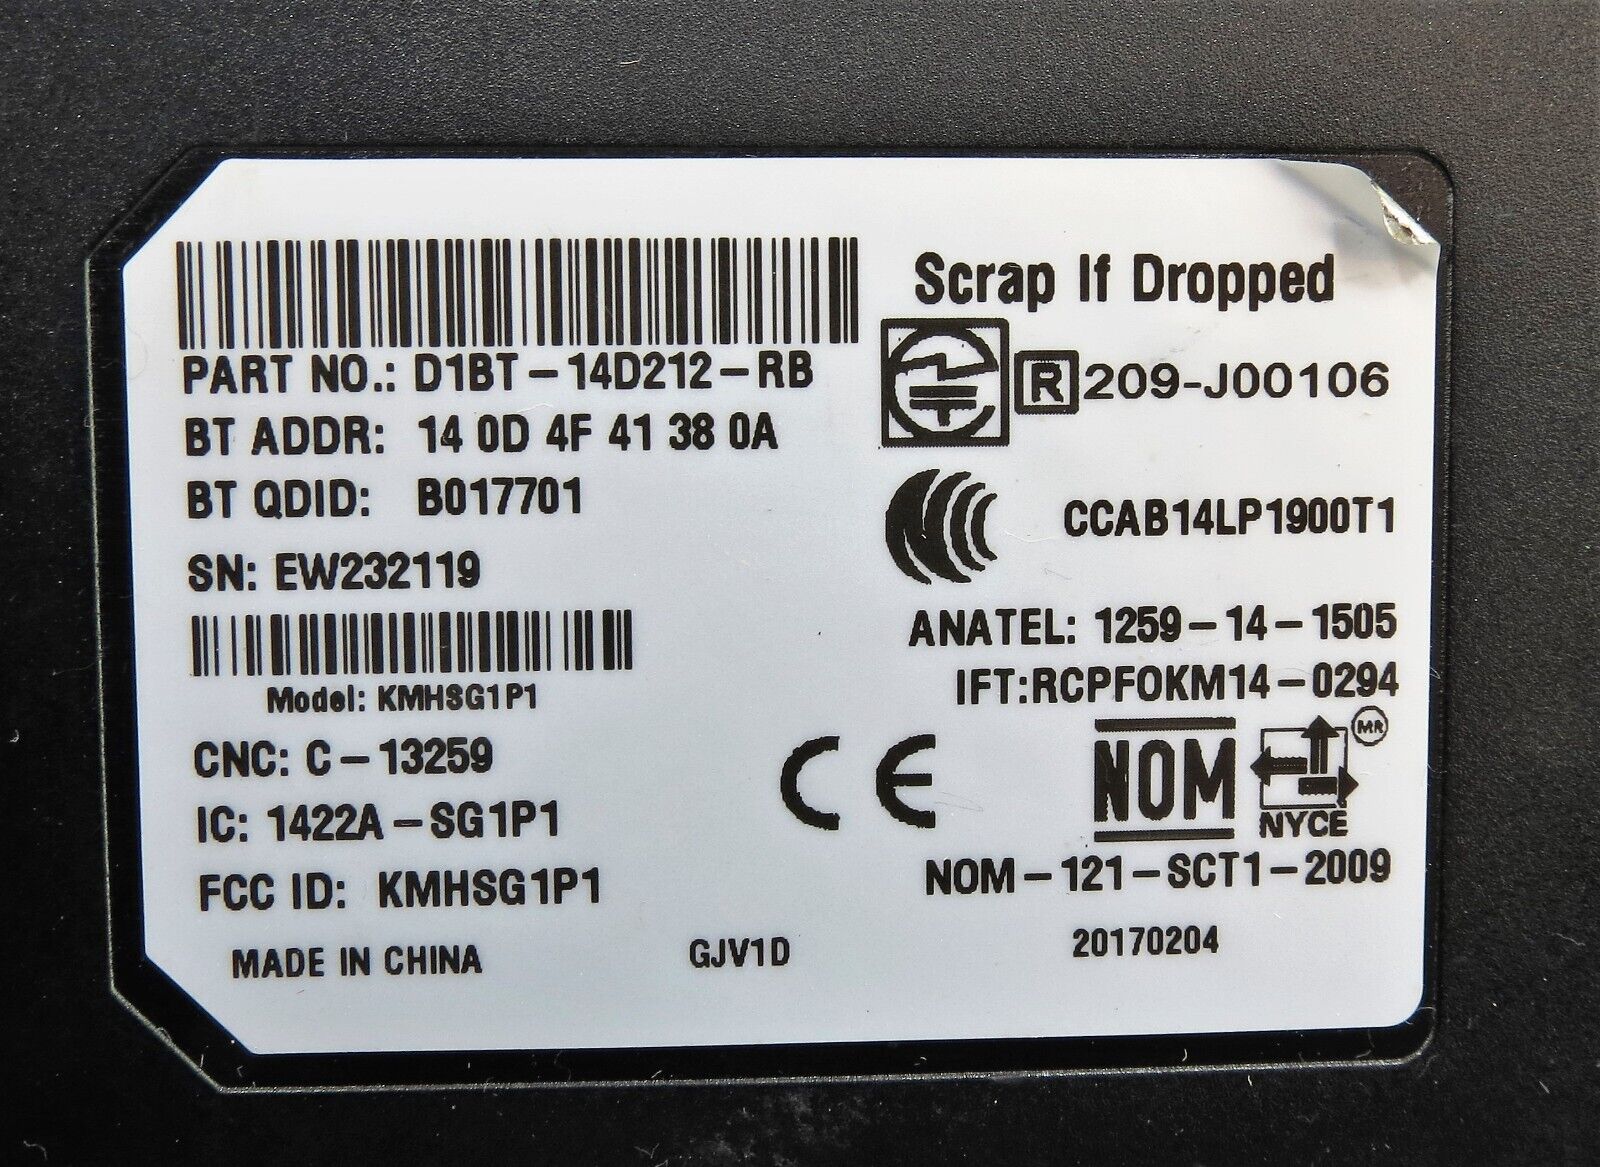 Scrap If Dropped
PART NO.: D1BT-14D212-RB
R 209-J00106
BT ADDR: 14 0D 4F 41 38 0A
BT QDID: B017701
CCAB14LP1900T1
SN: EW232119
ANATEL: 1259-14-1505
IFT:RCPFOKM14-0294
Model: KMHSG1P1
CNC: C-13259
CE
NOM
MR
NYCE
IC: 1422A-SG1P1
FCC ID: KMHSG1P1
NOM-121-SCT1-2009
MADE IN CHINA
GJV1D
20170204